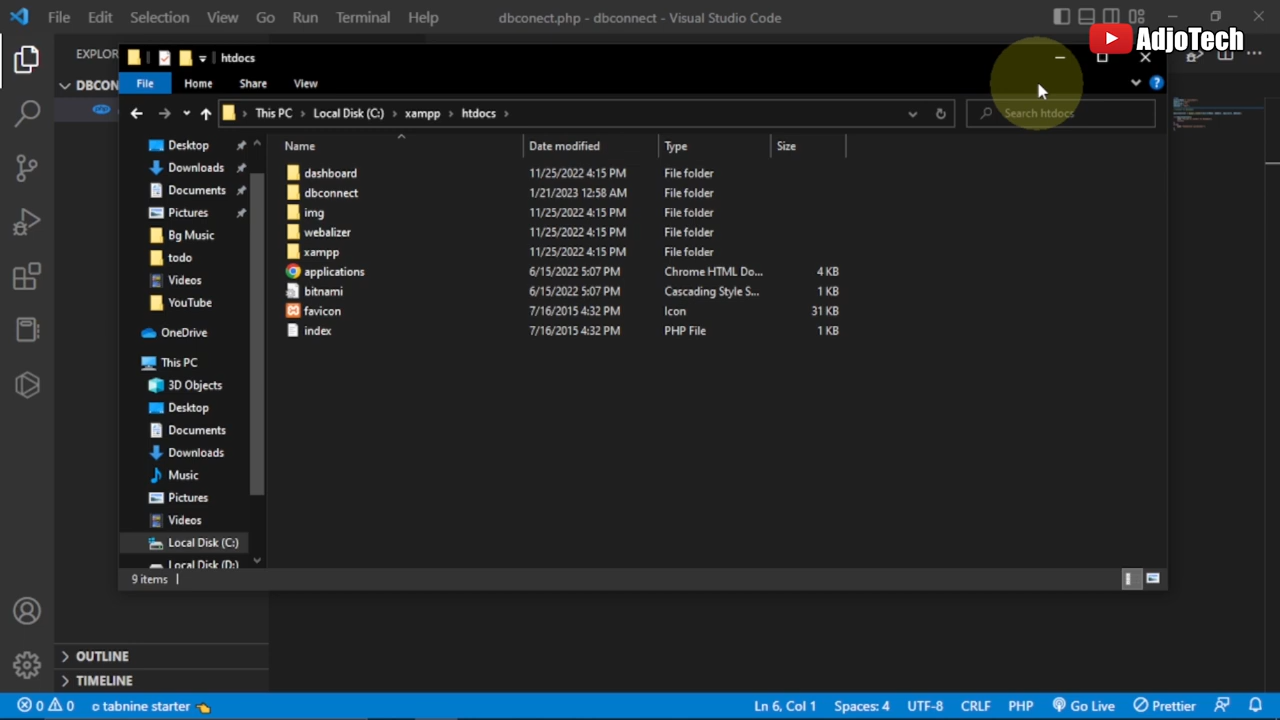 File Edit Selection View Go Run Terminal Help dbconect.php - dbconnect - Visual Studio Code
AdjoTech
EXPLOR
DBCON
php
htdocs
File Home Share View
This PC Local Disk (C:) xampp htdocs Search htdocs
Name Date modified Type Size
dashboard 11/25/2022 4:15 PM File folder
dbconnect 1/21/2023 12:58 AM File folder
img 11/25/2022 4:15 PM File folder
webalizer 11/25/2022 4:15 PM File folder
xampp 11/25/2022 4:15 PM File folder
applications 6/15/2022 5:07 PM Chrome HTML Do... 4 KB
bitnami 6/15/2022 5:07 PM Cascading Style S... 1 KB
favicon 7/16/2015 4:32 PM Icon 31 KB
index 7/16/2015 4:32 PM PHP File 1 KB
Desktop
Downloads
Documents
Pictures
Bg Music
todo
Videos
YouTube
OneDrive
This PC
3D Objects
Desktop
Documents
Downloads
Music
Pictures
Videos
Local Disk (C:)
Local Disk (D:)
9 items
OUTLINE
TIMELINE
0 0 tabnine starter Ln 6, Col 1 Spaces: 4 UTF-8 CRLF PHP Go Live Prettier